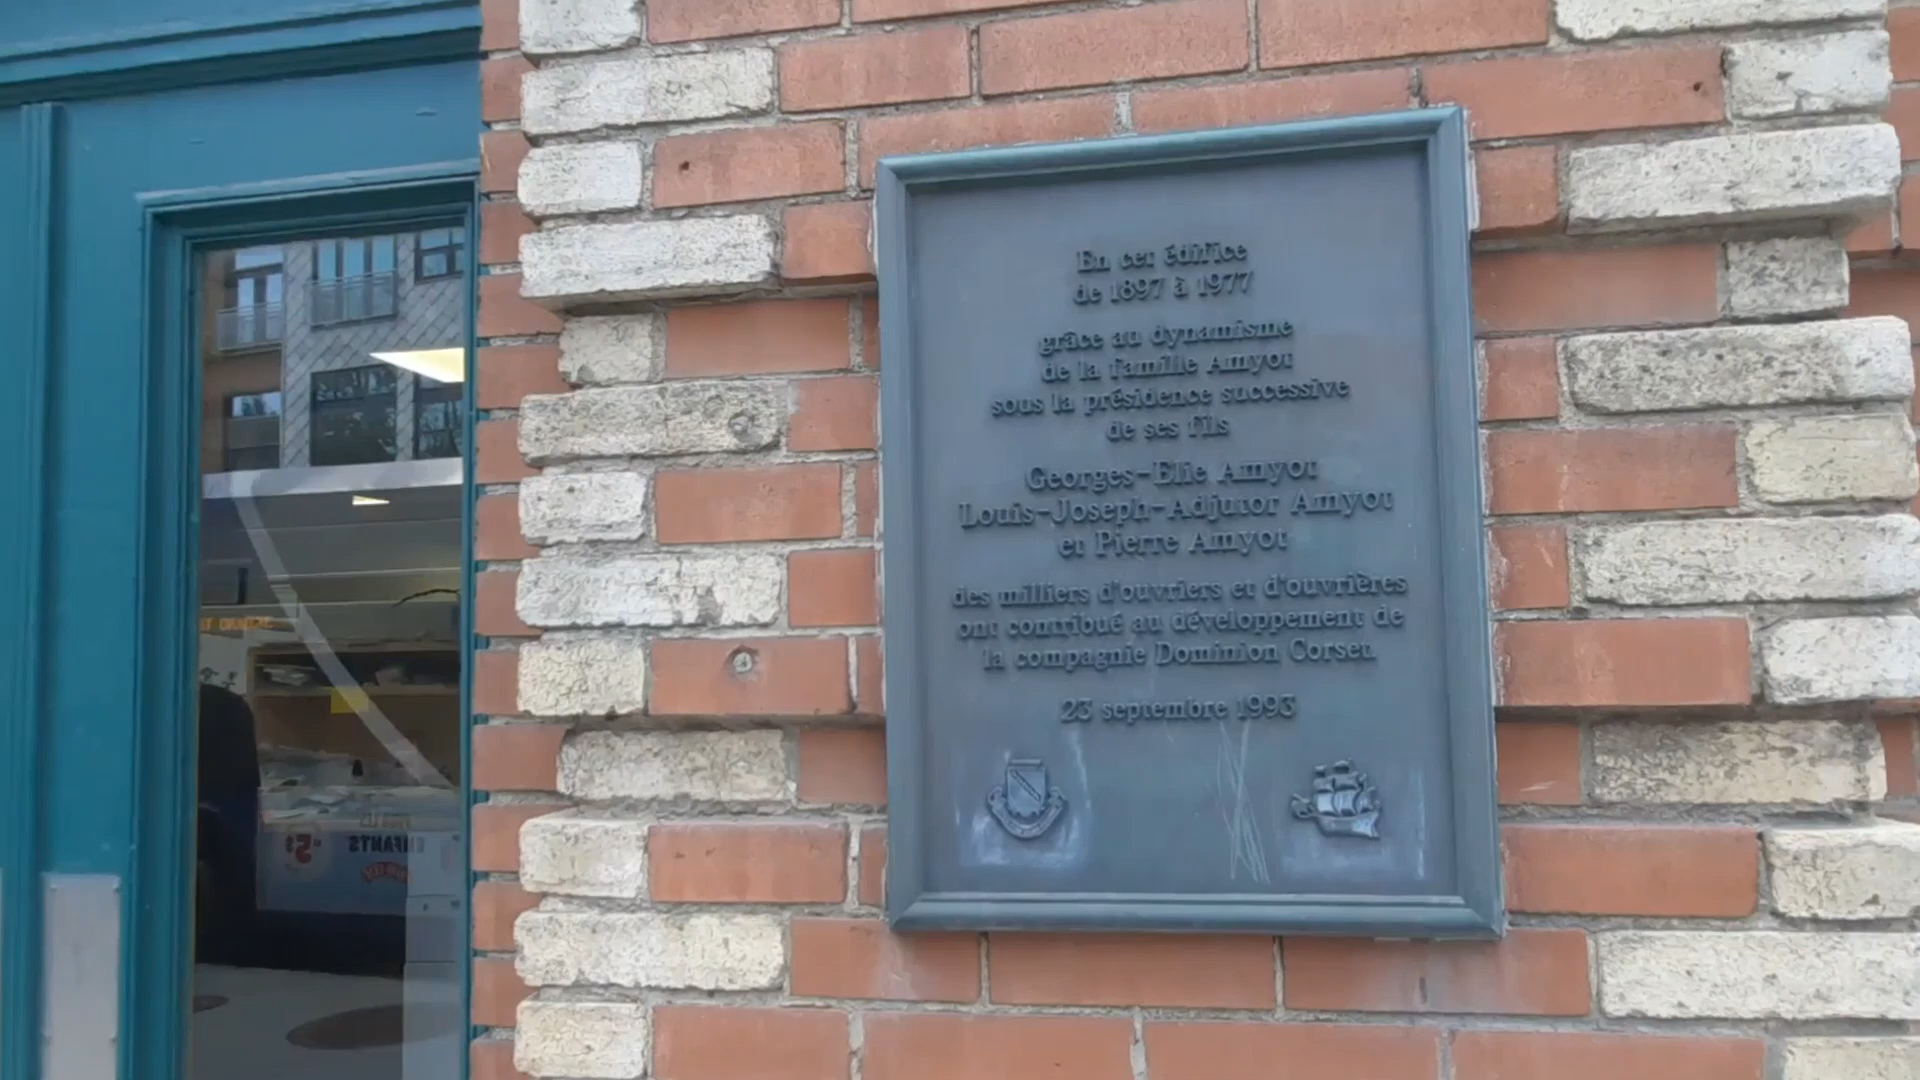 En cet édifice
de 1897 à 1977
grâce au dynamisme
de la famille Amyot
sous la présidence successive
de ses fils
Georges-Elie Amyot
Louis-Joseph-Adjutor Amyot
et Pierre Amyot
des milliers d'ouvriers et d'ouvrières
ont contribué au développement de
la compagnie Dominion Corset.
23 septembre 1993
ENFANTS
5$